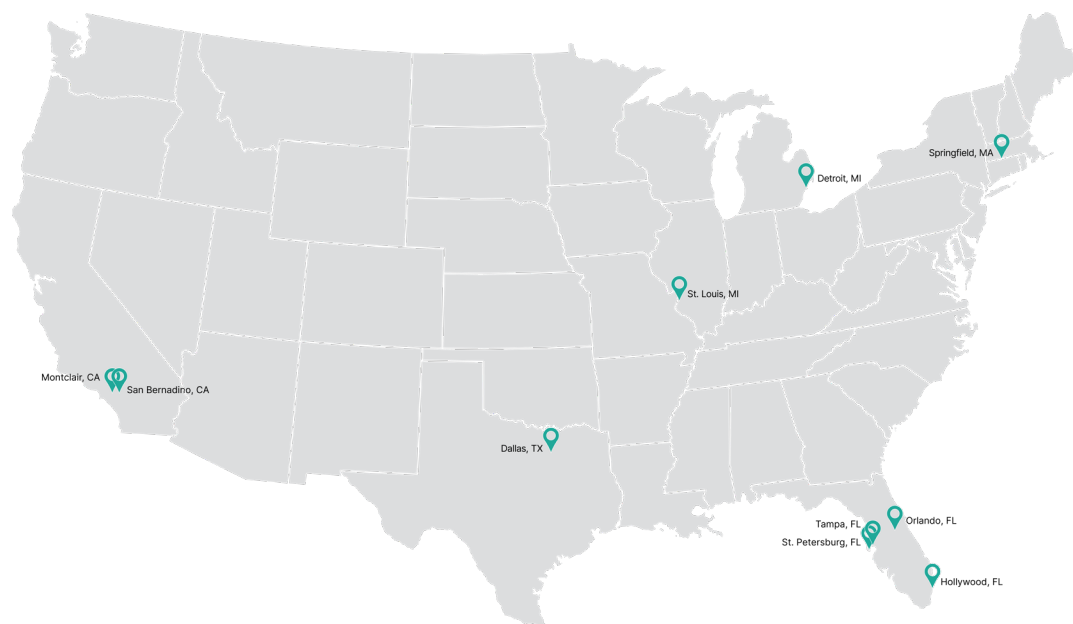 Springfield, MA
Detroit, MI
St. Louis, MI
Montclair, CA
San Bernadino, CA
Dallas, TX
Tampa, FL
Orlando, FL
St. Petersburg, FL
Hollywood, FL